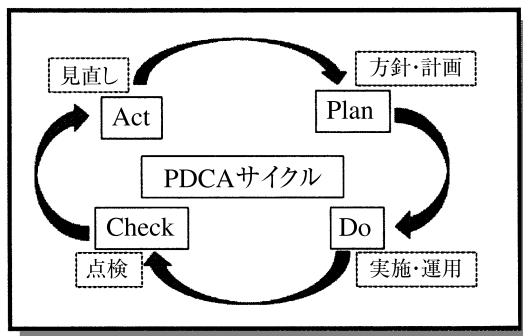 見直し
方針・計画
Act
Plan
PDCAサイクル
Check
Do
点検
実施・運用